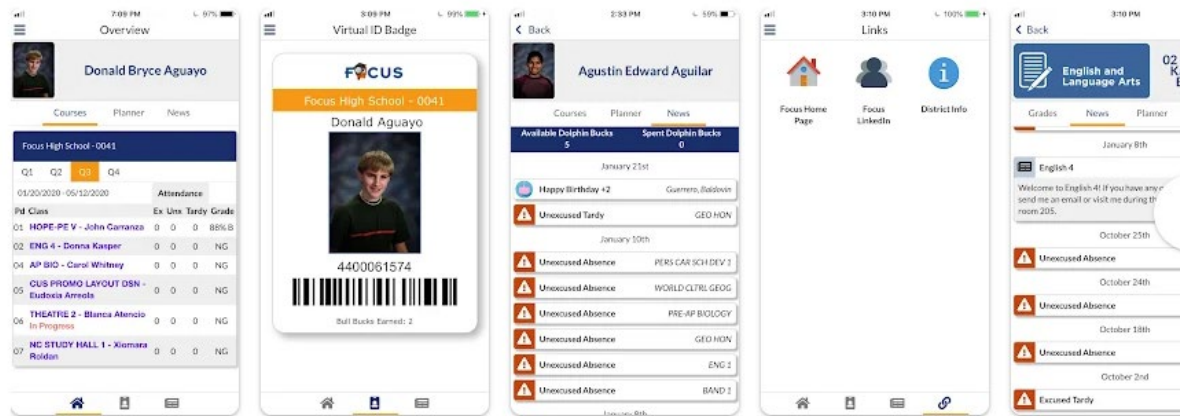 7:09 PM
97%
Overview
Donald Bryce Aguayo
Courses Planner News
Focus High School - 0041
Q1 Q2 Q3 Q4
01/20/2020 - 05/12/2020 Attendance
Pd Class Ex Unx Tardy Grade
01 HOPE-PE V - John Carranza 0 0 0 88% B
02 ENG 4 - Donna Kasper 0 0 0 NG
04 AP BIO - Carol Whitney 0 0 0 NG
05 CUS PROMO LAYOUT DSN - Eudoxia Arreola 0 0 0 NG
06 THEATRE 2 - Blanca Atencio 0 0 0 NG
In Progress
07 NC STUDY HALL 1 - Xiomara Roldan 0 0 0 NG
3:09 PM
99%
Virtual ID Badge
FOCUS
Focus High School - 0041
Donald Aguayo
4400061574
Bull Bucks Earned: 2
2:33 PM
59%
Back
Agustin Edward Aguilar
Courses Planner News
Available Dolphin Bucks Spent Dolphin Bucks
5 0
January 21st
Happy Birthday +2 Guerrero, Baldovin
Unexcused Tardy GEO HON
January 10th
Unexcused Absence PERS CAR SCH DEV 1
Unexcused Absence WORLD CLTRL GEOG
Unexcused Absence PRE-AP BIOLOGY
Unexcused Absence GEO HON
Unexcused Absence ENG 1
Unexcused Absence BAND 1
January 8th
3:10 PM
100%
Links
Focus Home Page
Focus LinkedIn
District Info
3:10 PM
Back
English and
Language Arts
02
Grades News Planner
January 8th
English 4
Welcome to English 4! If you have any
send me an email or visit me during
room 205.
October 25th
Unexcused Absence
October 24th
Unexcused Absence
October 18th
Unexcused Absence
October 2nd
Excused Tardy